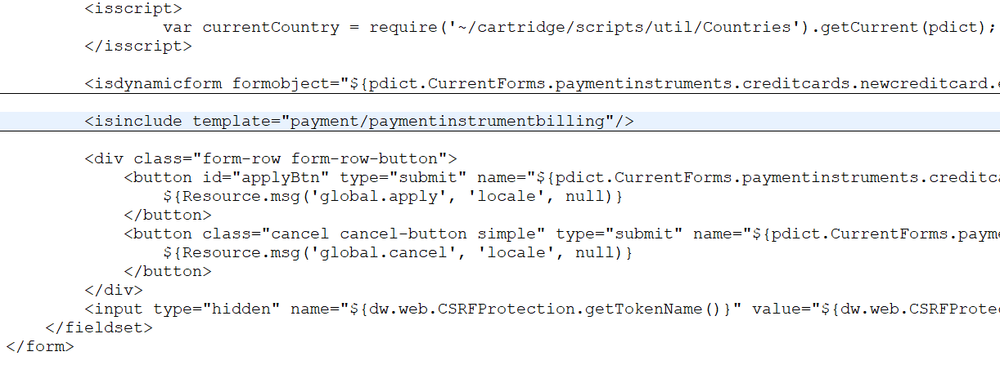 <isscript>
var currentCountry = require('~/cartridge/scripts/util/Countries').getCurrent(pdict);
</isscript>
<isdynamicform formobject="${pdict.CurrentForms.paymentinstruments.creditcards.newcreditcard.
<isinclude template="payment/paymentinstrumentbilling"/>
<div class="form-row form-row-button">
<button id="applyBtn" type="submit" name="${pdict.CurrentForms.paymentinstruments.creditca
${Resource.msg('global.apply', 'locale', null)}
</button>
<button class="cancel cancel-button simple" type="submit" name="${pdict.CurrentForms.payme
${Resource.msg('global.cancel', 'locale', null)}
</button>
</div>
<input type="hidden" name="${dw.web.CSRFProtection.getTokenName()}" value="${dw.web.CSRFProtec
</fieldset>
</form>